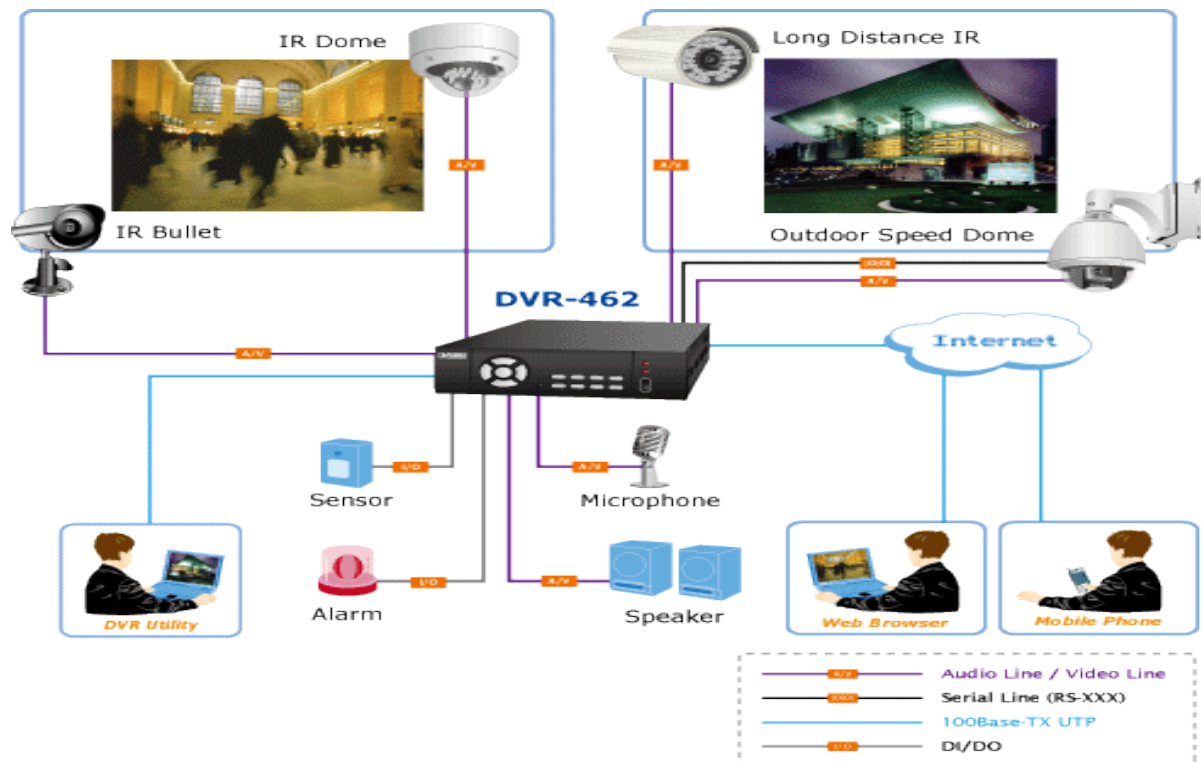 IR Dome
Long Distance IR
A/V
A/V
IR Bullet
Outdoor Speed Dome
A/V
DVR-462
Internet
A/V
I/O
A/V
Sensor
Microphone
I/O
A/V
Alarm
Speaker
DVR Utility
Web Browser
Mobile Phone
A/V
Audio Line / Video Line
Serial Line (RS-XXX)
100Base-TX UTP
I/O
DI/DO